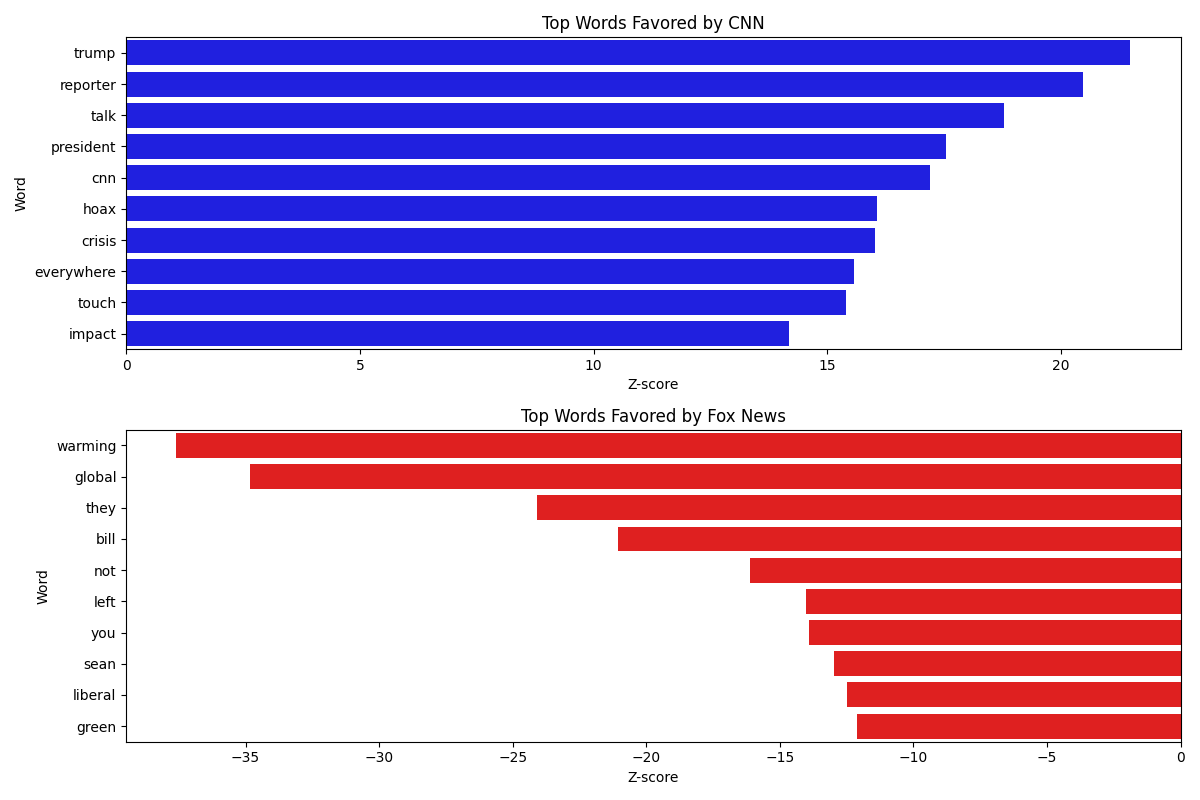 Top Words Favored by CNN
Word
trump
reporter
talk
president
cnn
hoax
crisis
everywhere
touch
impact
0 5 10 15 20
Z-score
Top Words Favored by Fox News
Word
warming
global
they
bill
not
left
you
sean
liberal
green
−35 −30 −25 −20 −15 −10 −5 0
Z-score